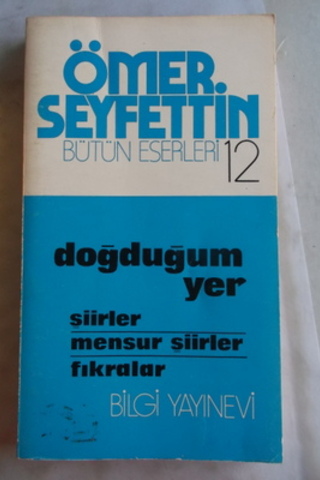 ÖMER
SEYFETTİN
BÜTÜN ESERLERİ 12
doğduğum
yer
şiirler
mensur şiirler
fıkralar
BİLGİ YAYINEVİ